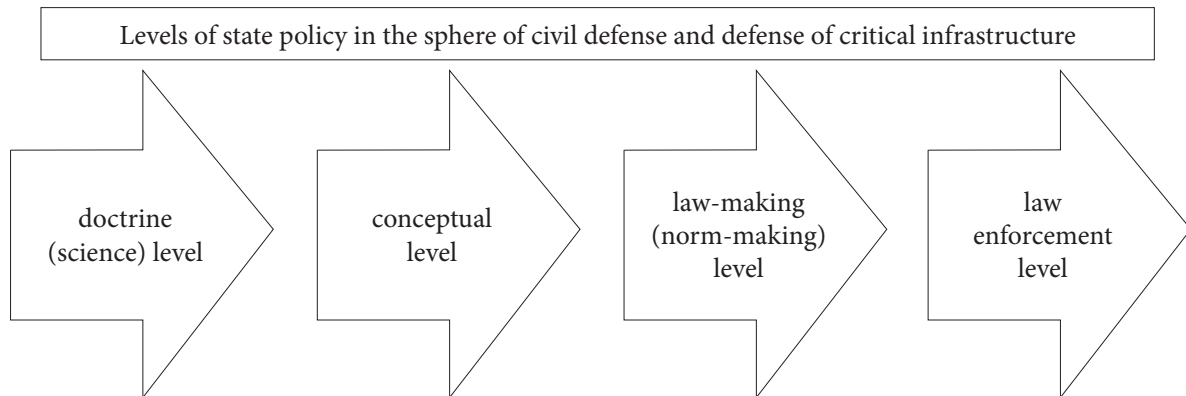 Levels of state policy in the sphere of civil defense and defense of critical infrastructure
doctrine
(science) level
conceptual
level
law-making
(norm-making)
level
law
enforcement
level